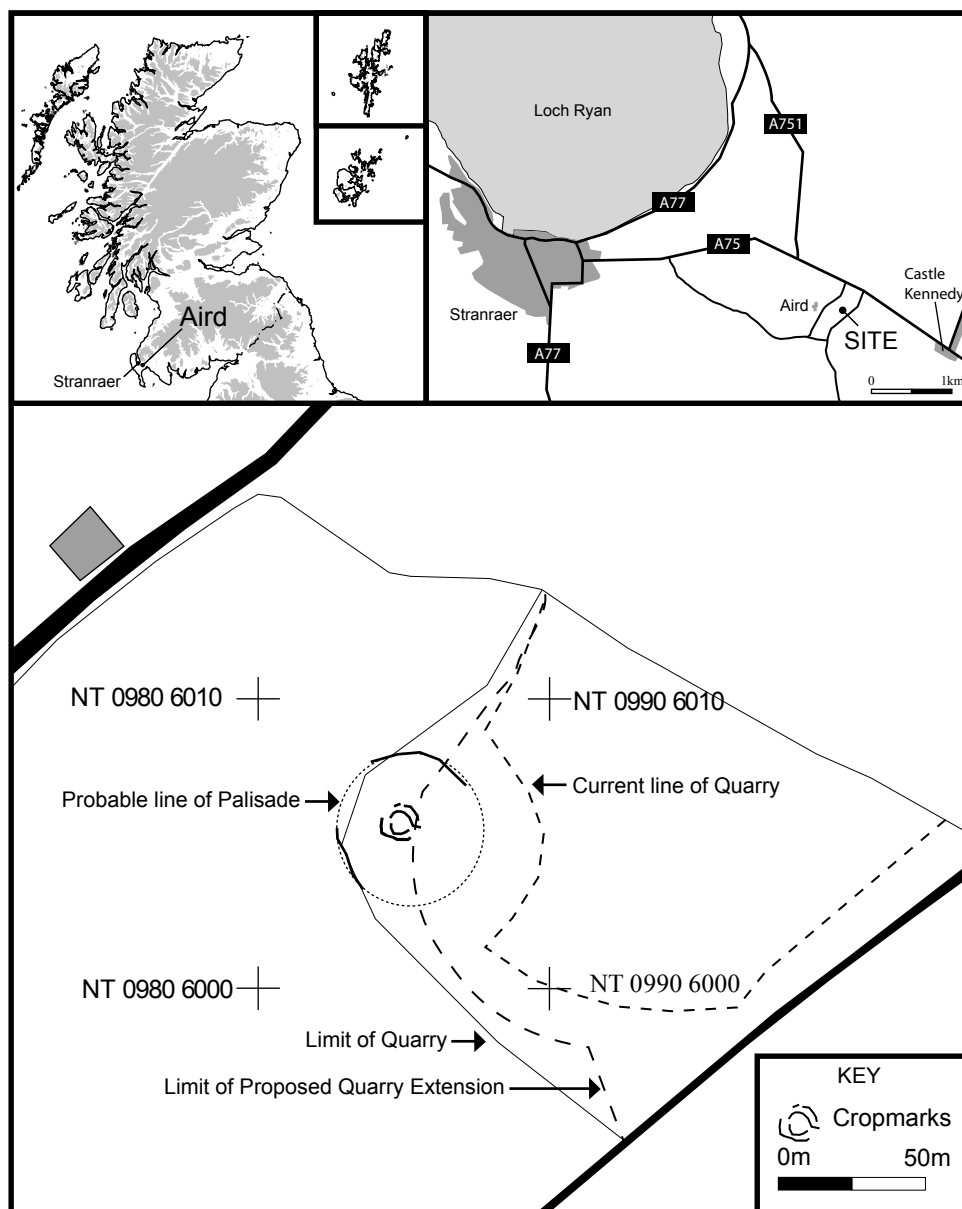 Aird
Stranraer
Loch Ryan
A751
A77
A75
Castle
Kennedy
Aird
Stranraer
SITE
A77
0 1km
NT 0980 6010
NT 0990 6010
Probable line of Palisade
Current line of Quarry
NT 0980 6000
NT 0990 6000
Limit of Quarry
Limit of Proposed Quarry Extension
KEY
Cropmarks
0m 50m